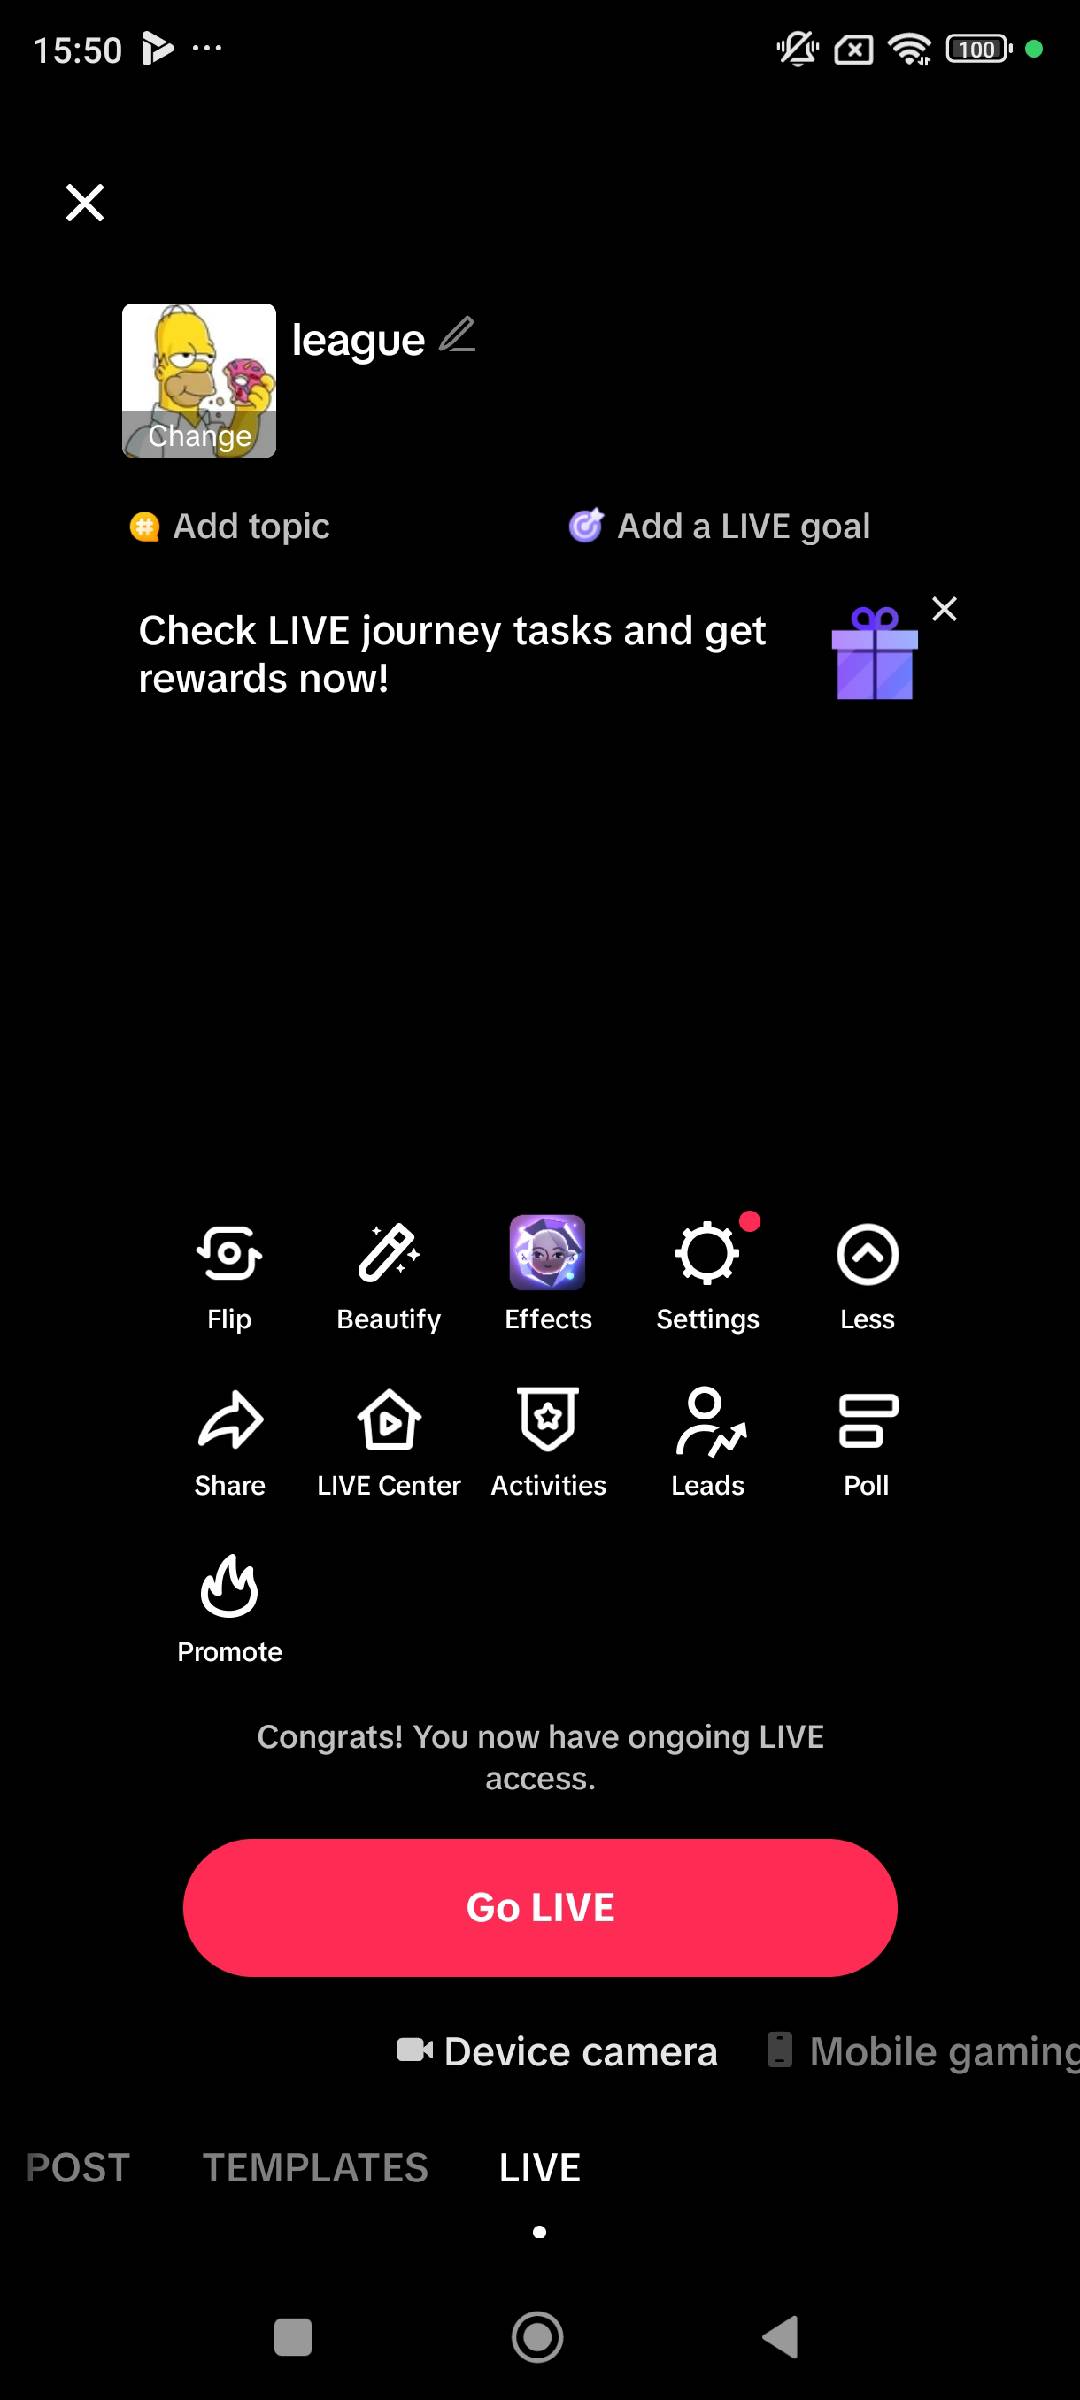 15:50
100
league
Change
Add topic
Add a LIVE goal
Check LIVE journey tasks and get
rewards now!
Flip
Beautify
Effects
Settings
Less
Share
LIVE Center
Activities
Leads
Poll
Promote
Congrats! You now have ongoing LIVE
access.
Go LIVE
Device camera
Mobile gaming
POST
TEMPLATES
LIVE